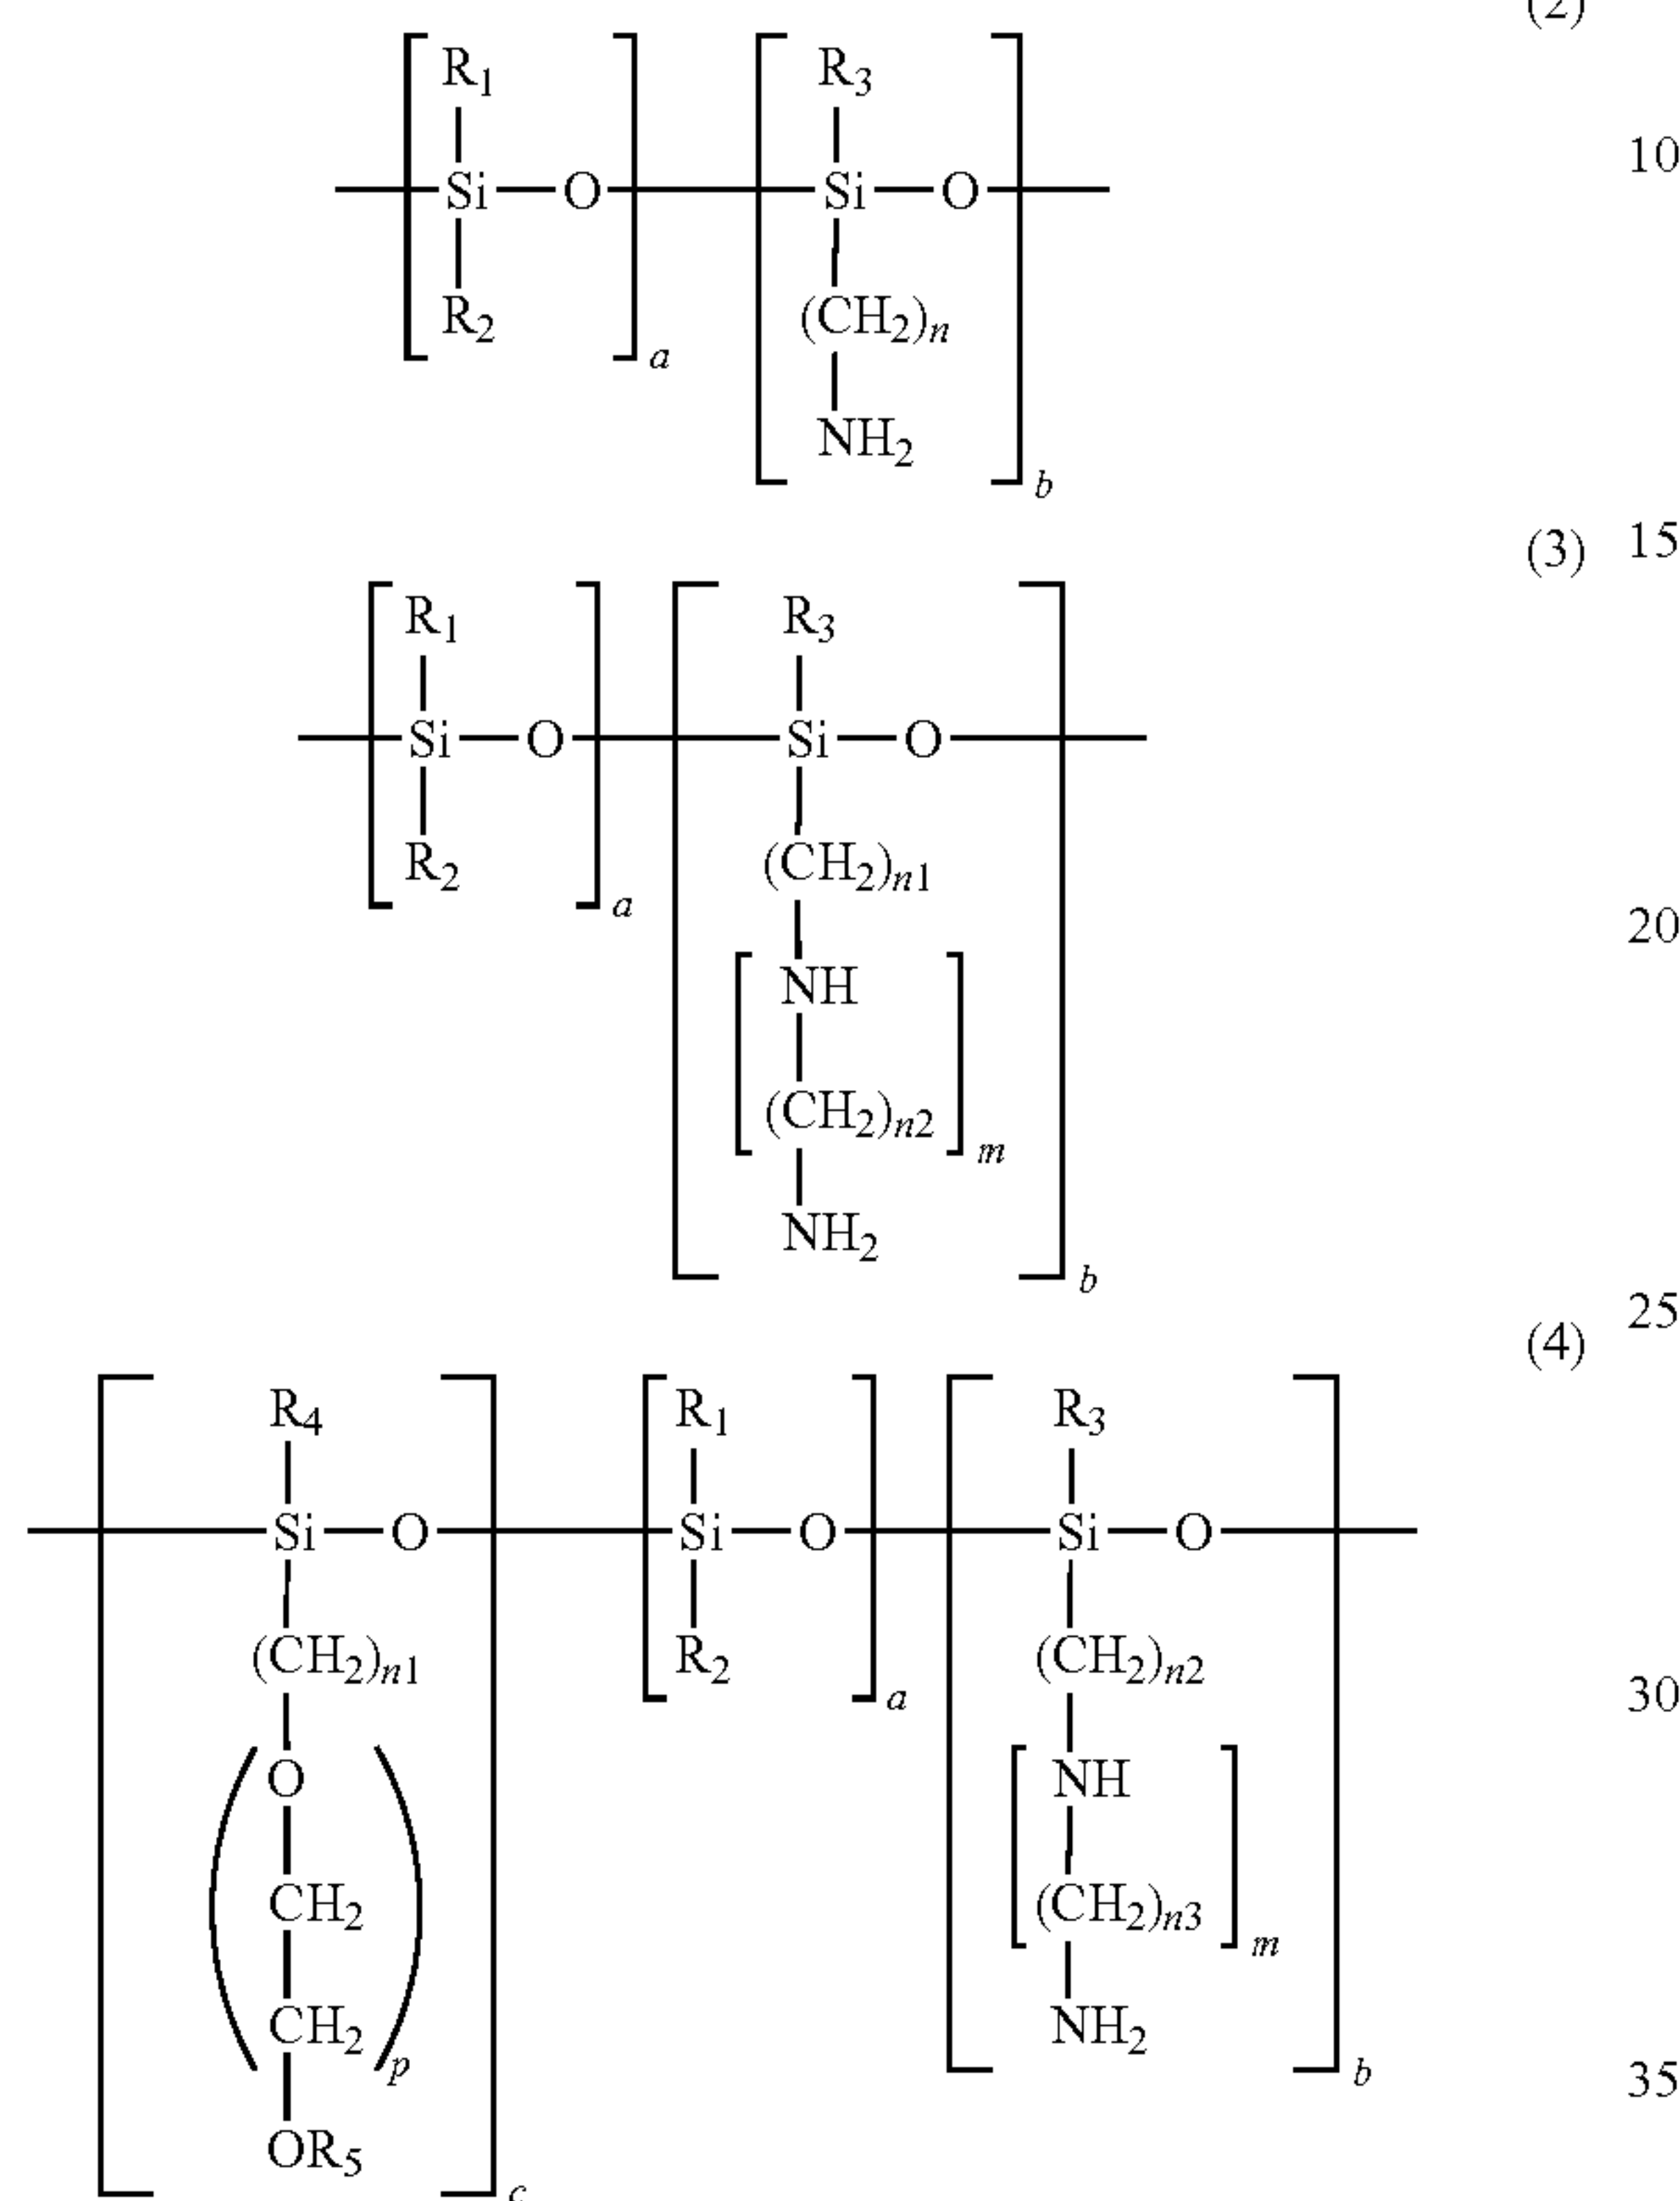 (2)
R1 R3
10
Si O Si O
R2 (CH2)n
a
NH2
b
(3) 15
R1 R3
Si O Si O
R2 (CH2)n1
a
20
NH
(CH2)n2
m
NH2
b
25
(4)
R4 R1 R3
Si O Si O Si O
(CH2)n1 R2 (CH2)n2
a
30
O NH
CH2 (CH2)n3
m
CH2 NH2
p b
35
OR5
c